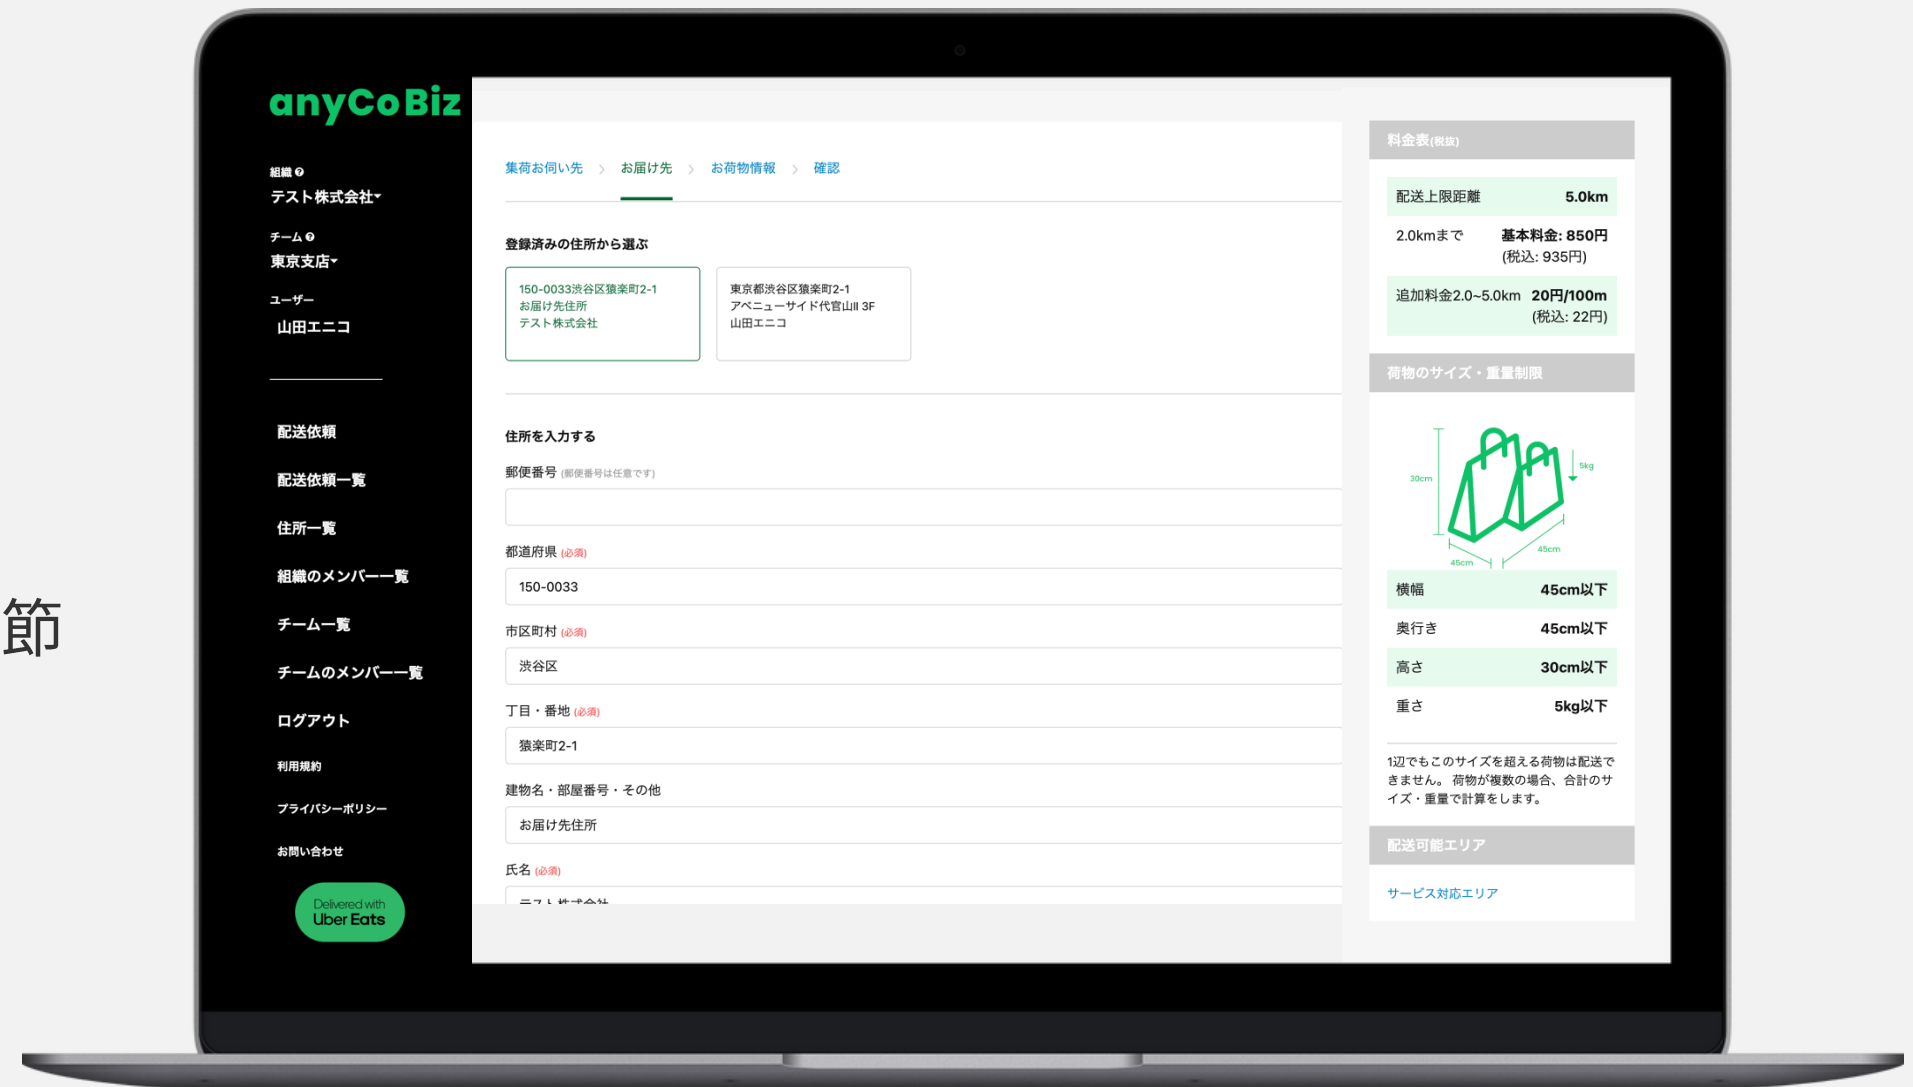 節
anyCoBiz
組織
テスト株式会社
チーム
東京支店
ユーザー
山田エニコ
配送依頼
配送依頼一覧
住所一覧
組織のメンバー一覧
チーム一覧
チームのメンバー一覧
ログアウト
利用規約
プライバシーポリシー
お問い合わせ
Delivered with
Uber Eats
集荷お伺い先 > お届け先 > お荷物情報 > 確認
登録済みの住所から選ぶ
150-0033渋谷区猿楽町2-1
お届け先住所
テスト株式会社
東京都渋谷区猿楽町2-1
アベニューサイド代官山II 3F
山田エニコ
住所を入力する
郵便番号 (郵便番号は任意です)
都道府県 (必須)
150-0033
市区町村 (必須)
渋谷区
丁目・番地 (必須)
猿楽町2-1
建物名・部屋番号・その他
お届け先住所
氏名 (必須)
テスト株式会社
料金表(税抜)
配送上限距離 5.0km
2.0kmまで 基本料金: 850円
(税込: 935円)
追加料金2.0~5.0km 20円/100m
(税込: 22円)
荷物のサイズ・重量制限
30cm
5kg
45cm
45cm
横幅 45cm以下
奥行き 45cm以下
高さ 30cm以下
重さ 5kg以下
1辺でもこのサイズを超える荷物は配送で
きません。 荷物が複数の場合、合計のサ
イズ・重量で計算をします。
配送可能エリア
サービス対応エリア